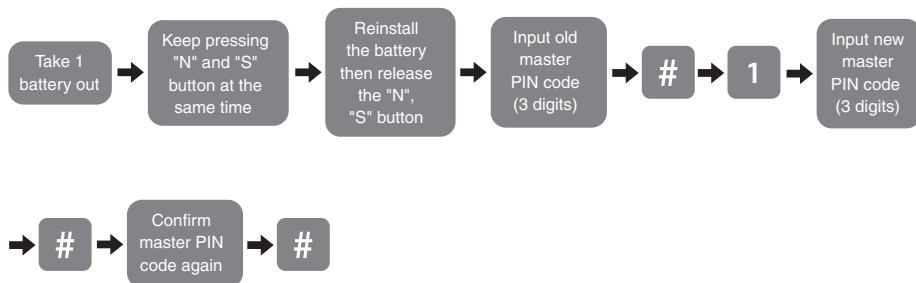 Take 1
battery out
Keep pressing
"N" and "S"
button at the
same time
Reinstall
the battery
then release
the "N",
"S" button
Input old
master
PIN code
(3 digits)
#
1
Input new
master
PIN code
(3 digits)
#
Confirm
master PIN
code again
#